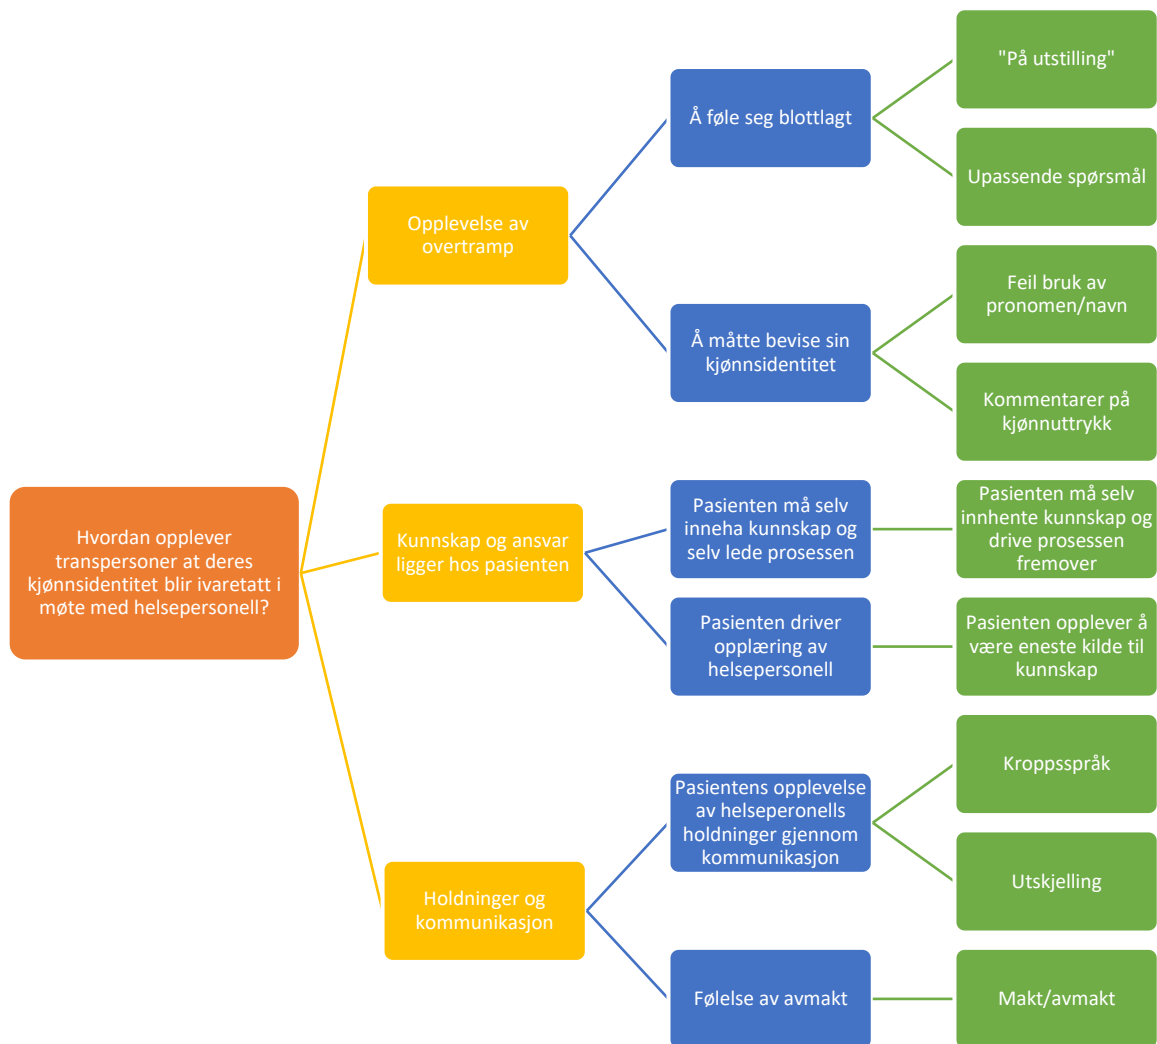 Hvordan opplever
transpersoner at deres
kjønnsidentitet blir ivaretatt i
møte med helsepersonell?
Opplevelse av
overtramp
Å føle seg blottlagt
"På utstilling"
Upassende spørsmål
Å måtte bevise sin
kjønnsidentitet
Feil bruk av
pronomen/navn
Kommentarer på
kjønnuttrykk
Kunnskap og ansvar
ligger hos pasienten
Pasienten må selv
inneha kunnskap og
selv lede prosessen
Pasienten må selv
innhente kunnskap og
drive prosessen
fremover
Pasienten driver
opplæring av
helsepersonell
Pasienten opplever å
være eneste kilde til
kunnskap
Holdninger og
kommunikasjon
Pasientens opplevelse
av helseperonells
holdninger gjennom
kommunikasjon
Kroppsspråk
Utskjelling
Følelse av avmakt
Makt/avmakt